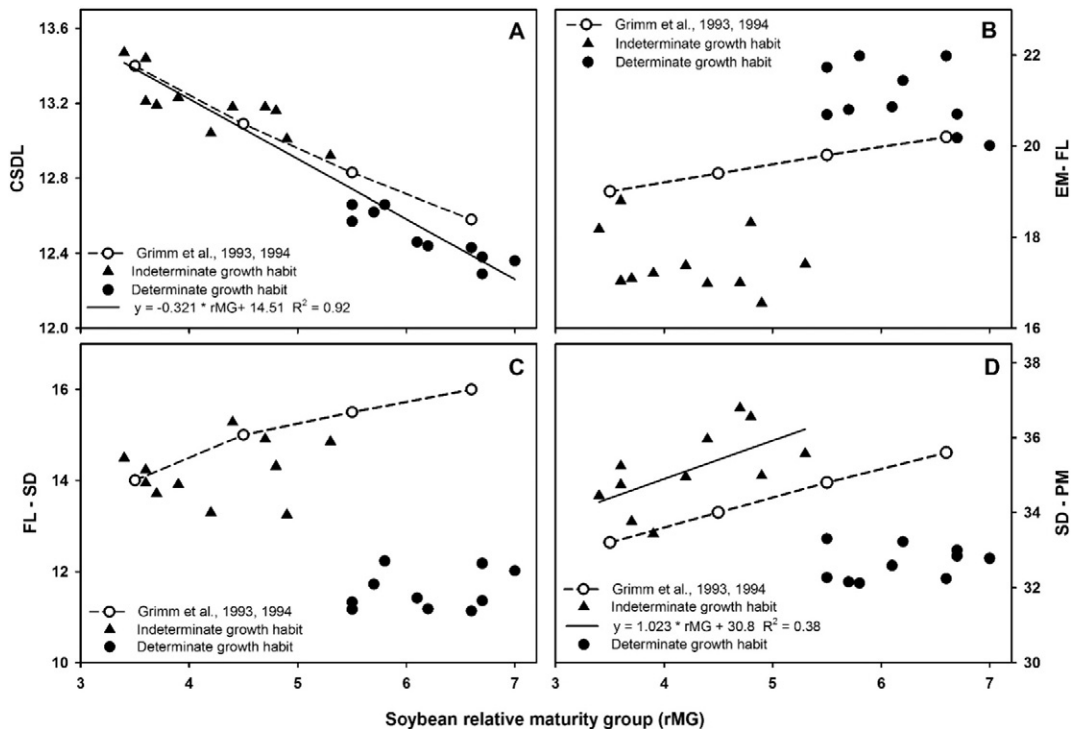 A
13.6
13.2
12.8
12.4
12.0
CSDL
Grimm et al., 1993, 1994
Indeterminate growth habit
Determinate growth habit
y = -0.321 * rMG+ 14.51 R² = 0.92
B
Grimm et al., 1993, 1994
Indeterminate growth habit
Determinate growth habit
22
20
18
16
EM- FL
C
16
14
12
10
FL - SD
Grimm et al., 1993, 1994
Indeterminate growth habit
Determinate growth habit
3 4 5 6 7
D
38
36
34
32
30
SD - PM
Grimm et al., 1993, 1994
Indeterminate growth habit
y = 1.023 * rMG + 30.8 R² = 0.38
Determinate growth habit
4 5 6 7
Soybean relative maturity group (rMG)